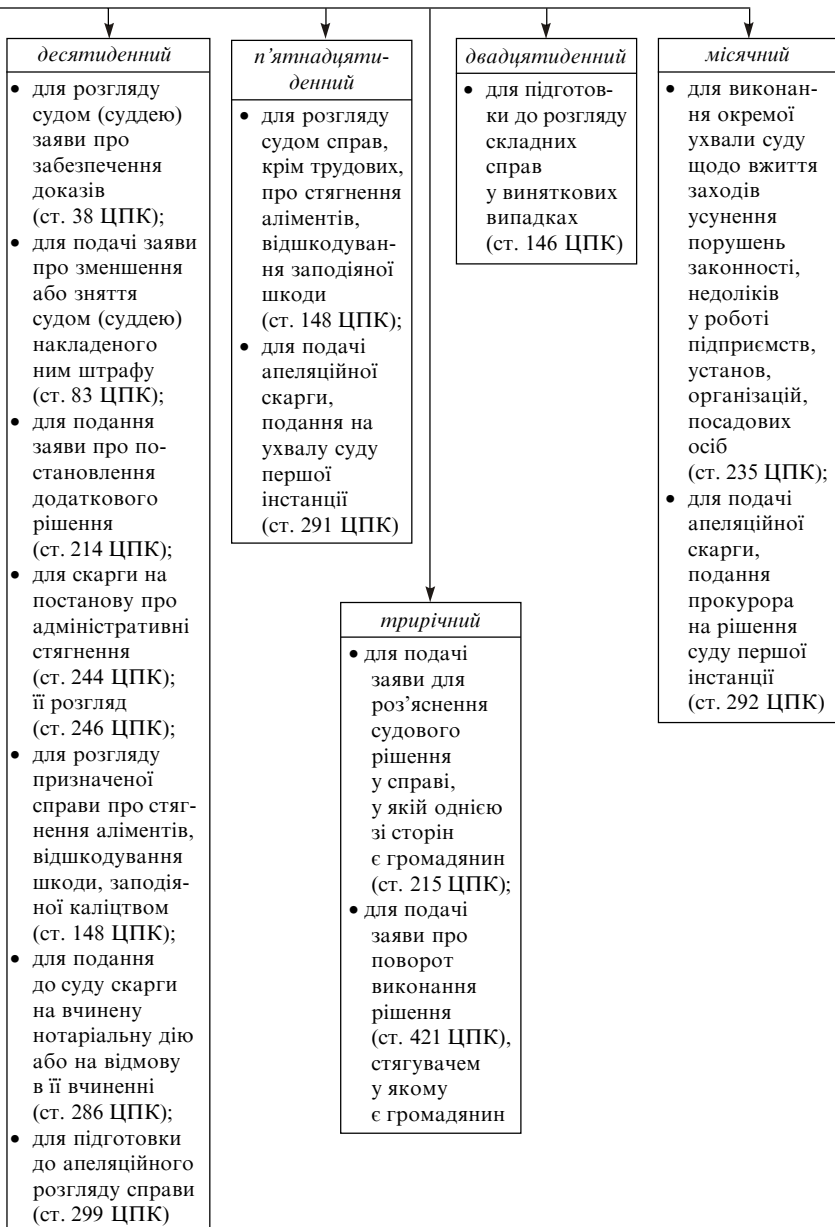 десятиденний
• для розгляду
судом (суддею)
заяви про
забезпечення
доказів
(ст. 38 ЦПК);
• для подачі заяви
про зменшення
або зняття
судом (суддею)
накладеного
ним штрафу
(ст. 83 ЦПК);
• для подання
заяви про по-
становлення
додаткового
рішення
(ст. 214 ЦПК);
• для скарги на
постанову про
адміністративні
стягнення
(ст. 244 ЦПК);
її розгляд
(ст. 246 ЦПК);
• для розгляду
призначеної
справи про стяг-
нення аліментів,
відшкодування
шкоди, заподія-
ної каліцтвом
(ст. 148 ЦПК);
• для подання
до суду скарги
на вчинену
нотаріальну дію
або на відмову
в її вчиненні
(ст. 286 ЦПК);
• для підготовки
до апеляційного
розгляду справи
(ст. 299 ЦПК)
п'ятнадцяти-
денний
• для розгляду
судом справ,
крім трудових,
про стягнення
аліментів,
відшкодуван-
ня заподіяної
шкоди
(ст. 148 ЦПК);
• для подачі
апеляційної
скарги,
подання на
ухвалу суду
першої
інстанції
(ст. 291 ЦПК)
двадцятиденний
• для підготов-
ки до розгляду
складних
справ
у виняткових
випадках
(ст. 146 ЦПК)
місячний
• для виконан-
ня окремої
ухвали суду
щодо вжиття
заходів
усунення
порушень
законності,
недоліків
у роботі
підприємств,
установ,
організацій,
посадових
осіб
(ст. 235 ЦПК);
• для подачі
апеляційної
скарги,
подання
прокурора
на рішення
суду першої
інстанції
(ст. 292 ЦПК)
трирічний
• для подачі
заяви для
роз'яснення
судового
рішення
у справі,
у якій однією
зі сторін
є громадянин
(ст. 215 ЦПК);
• для подачі
заяви про
поворот
виконання
рішення
(ст. 421 ЦПК),
стягувачем
у якому
є громадянин